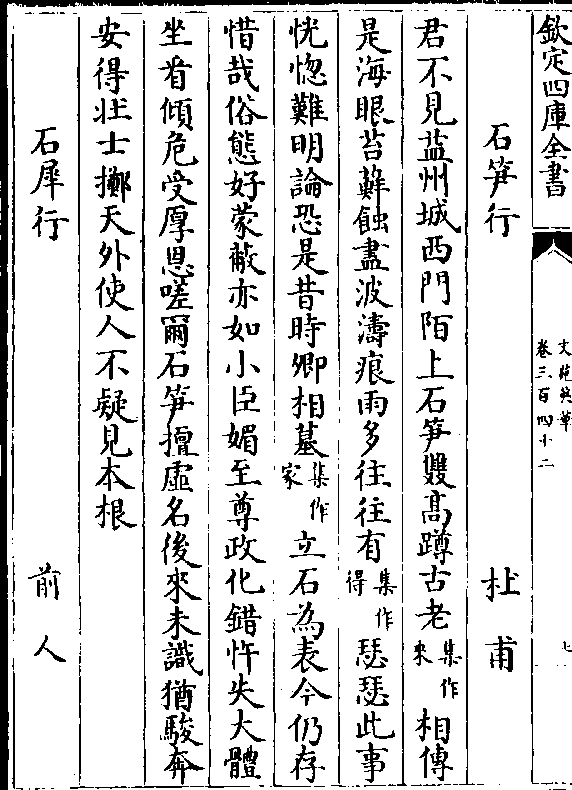 欽定四庫全書
文苑英華
卷三百四十二
七
石笋行
杜甫
君不見益州城西門陌上石笋雙髙蹲古老集作來相傳
是海眼苔蘚蝕盡波濤痕雨多往往有集作得瑟瑟此事
恍惚難明論恐是昔時卿相墓集作冢立石為表今仍存
惜哉俗態好蒙蔽亦如小臣媚至尊政化錯忤失大體
坐看傾危受厚恩嗟爾石笋擅虛名後來未識猶駿奔
安得壯士擲天外使人不疑見本根
石犀行
前人